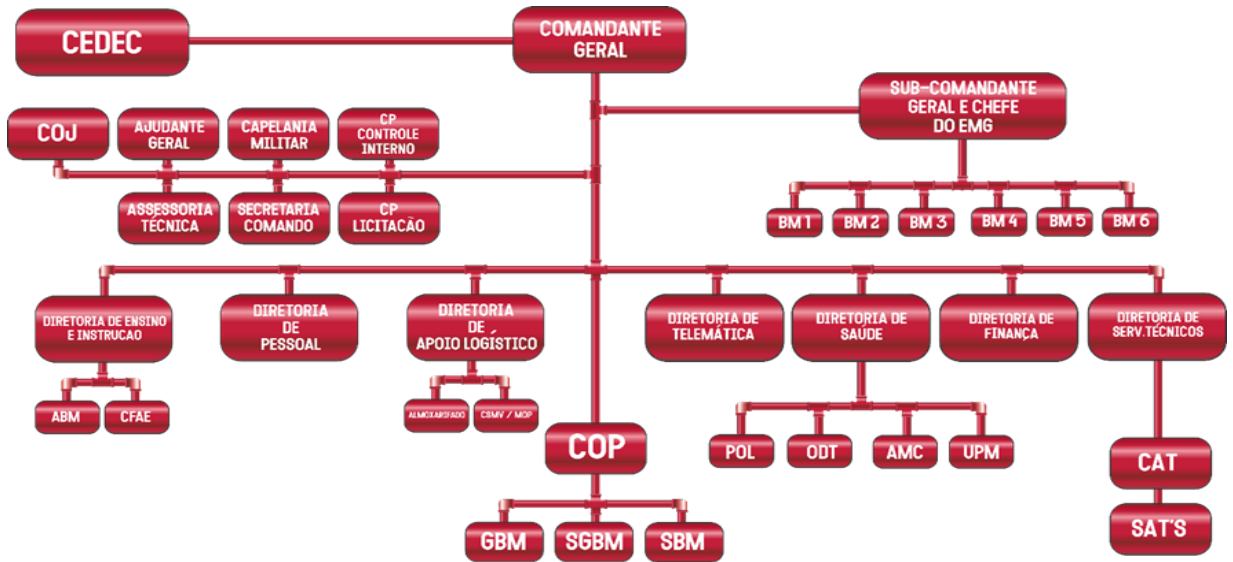 CEDEC
COMANDANTE
GERAL
SUB-COMANDANTE
GERAL E CHEFE
DO EMG
COJ
AJUDANTE
GERAL
CAPELANIA
MILITAR
CP
CONTROLE
INTERNO
ASSESSORIA
TÉCNICA
SECRETARIA
COMANDO
CP
LICITACÃO
BM 1
BM 2
BM 3
BM 4
BM 5
BM 6
DIRETORIA DE ENSINO
E INSTRUCAO
DIRETORIA
DE
PESSOAL
DIRETORIA
DE
APOIO LOGÍSTICO
DIRETORIA DE
TELEMÁTICA
DIRETORIA DE
SAÚDE
DIRETORIA DE
FINANÇA
DIRETORIA DE
SERV.TÉCNICOS
ABM
CFAE
ALMOXARIFADO
CSMV / MOP
COP
POL
ODT
AMC
UPM
CAT
SAT'S
GBM
SGBM
SBM